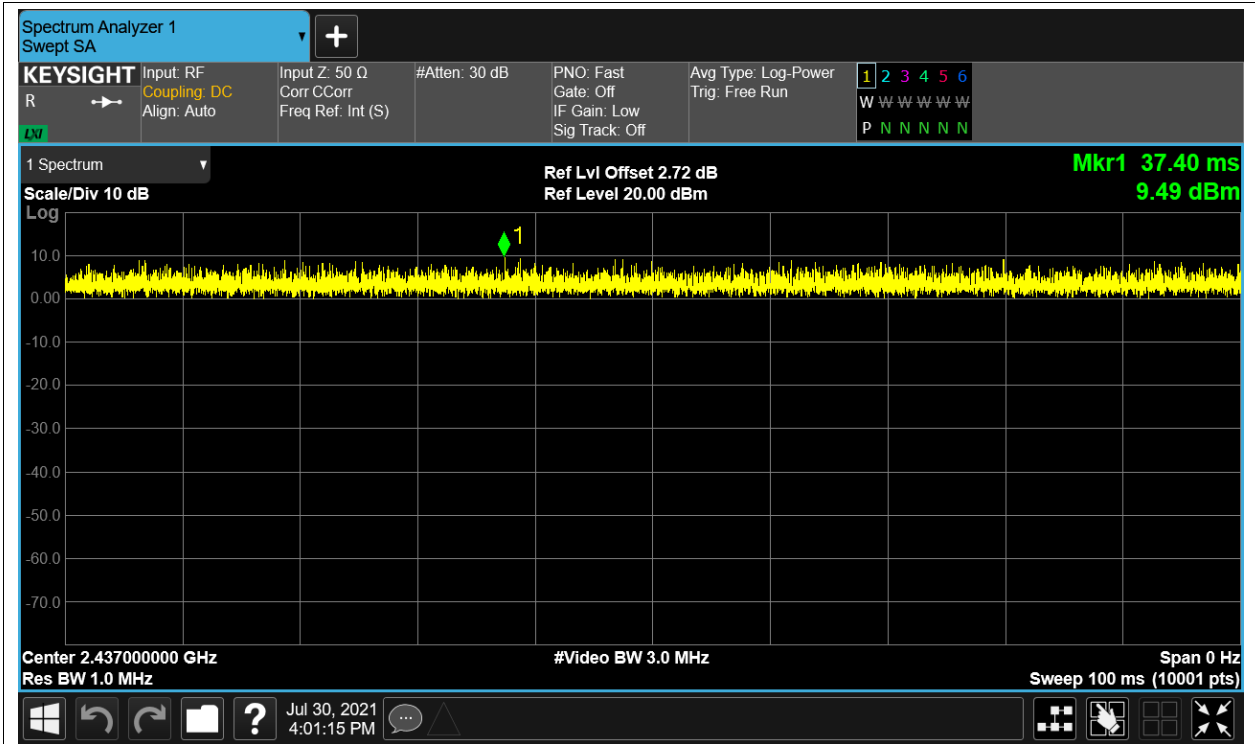 Spectrum Analyzer 1
Swept SA
KEYSIGHT
R
LXI
Input: RF
Coupling: DC
Align: Auto
Input Z: 50 Ω
Corr CCorr
Freq Ref: Int (S)
#Atten: 30 dB
PNO: Fast
Gate: Off
IF Gain: Low
Sig Track: Off
Avg Type: Log-Power
Trig: Free Run
1 2 3 4 5 6
W W W W W W
P N N N N N
1 Spectrum
Scale/Div 10 dB
Log
Ref Lvl Offset 2.72 dB
Ref Level 20.00 dBm
Mkr1 37.40 ms
9.49 dBm
1
10.0
0.00
-10.0
-20.0
-30.0
-40.0
-50.0
-60.0
-70.0
Center 2.437000000 GHz
Res BW 1.0 MHz
#Video BW 3.0 MHz
Span 0 Hz
Sweep 100 ms (10001 pts)
?
Jul 30, 2021
4:01:15 PM